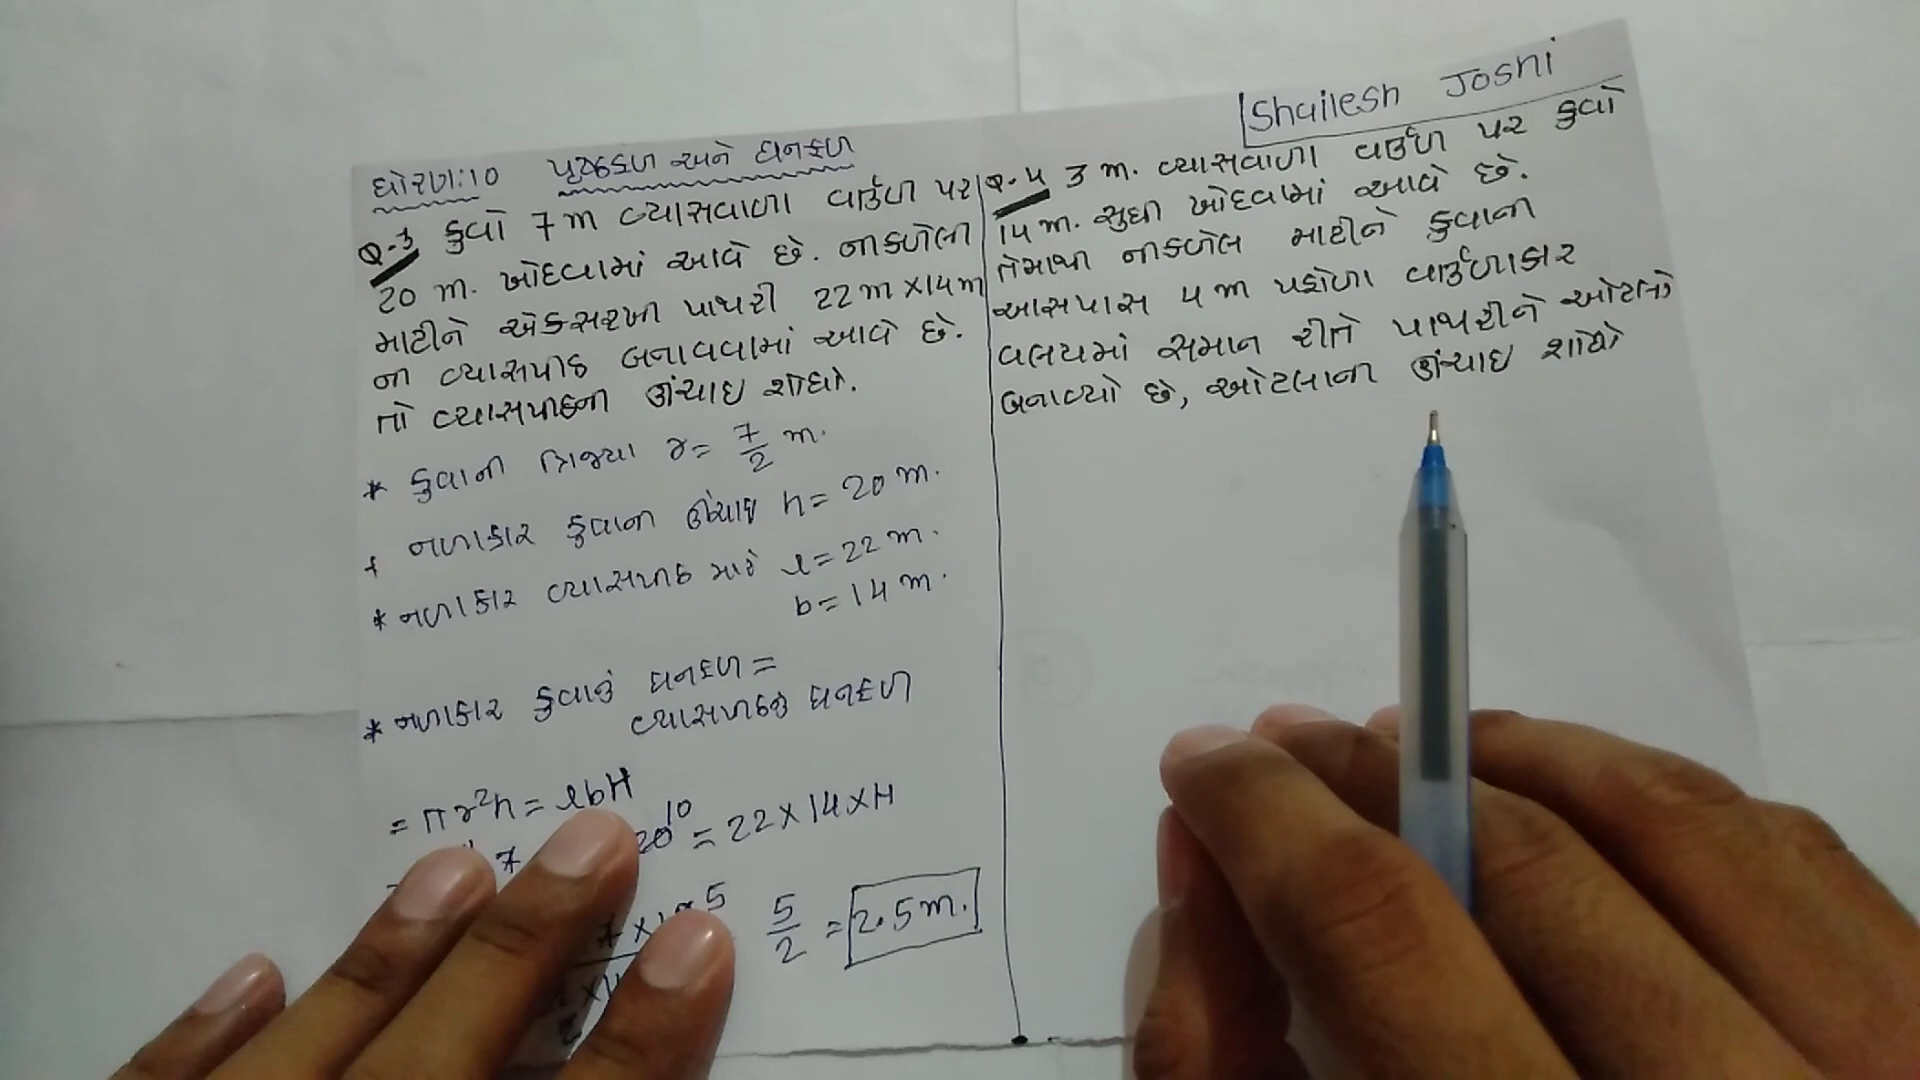 Shailesh Joshi
ધોરણ:10 પૃષ્ઠફળ અને ઘનફળ
Q-3 કુવો 7 m વ્યાસવાળા વર્તુળ પર
20 m. ખોદવામાં આવે છે. નીકળેલી
માટીને એકસરખી પાથરી 22 m × 14 m
ની વ્યાસપીઠ બનાવવામાં આવે છે.
તો વ્યાસપીઠની ઊંચાઇ શોધો.
* કુવાની ત્રિજ્યા r = 7/2 m.
* નળાકાર કુવાની ઊંચાઇ h = 20 m.
* નળાકાર વ્યાસપીઠ માટે l = 22 m.
b = 14 m.
* નળાકાર કુવાનું ઘનફળ =
વ્યાસપીઠનું ઘનફળ
= πr²h = lbH
7 20 10 = 22 × 14 × H
5/2 = 2.5 m.
Q-4 3 m. વ્યાસવાળા વર્તુળ પર કુવો
14 m. સુધી ખોદવામાં આવે છે.
તેમાથી નીકળેલ માટીને કુવાની
આસપાસ 4 m પહોળા વર્તુળાકાર
વલયમાં સમાન રીતે પાથરીને ઓટલો
બનાવ્યો છે, ઓટલાની ઊંચાઇ શોધો